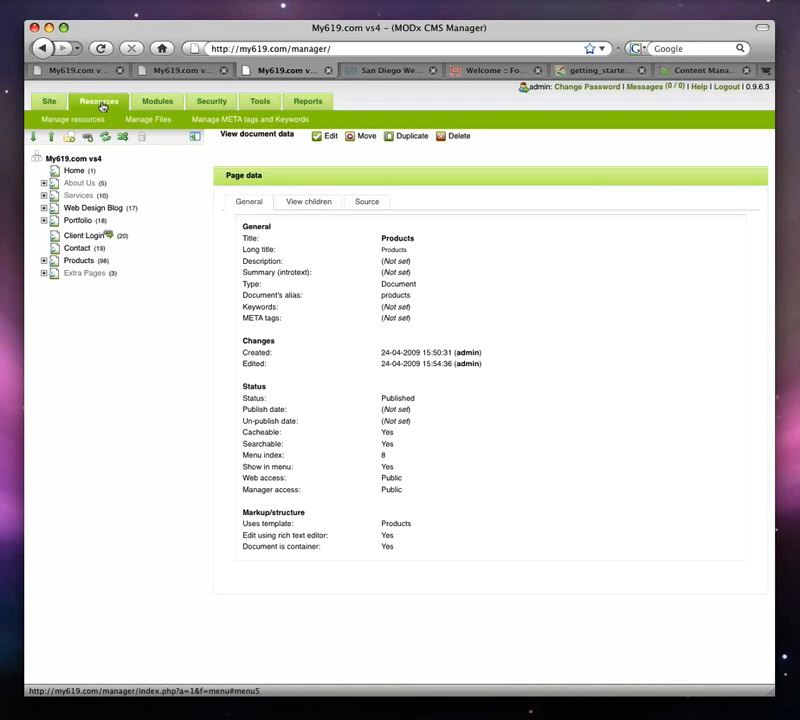 My619.com vs4 – (MODx CMS Manager)
http://my619.com/manager/
Google
My619.com v...
My619.com v...
My619.com v...
San Diego We...
Welcome :: Fo...
getting_starte...
Content Mana...
admin: Change Password | Messages (0 / 0) | Help | Logout | 0.9.6.3
Site
Resources
Modules
Security
Tools
Reports
Manage resources
Manage Files
Manage META tags and Keywords
My619.com vs4
Home (1)
About Us (5)
Services (10)
Web Design Blog (17)
Portfolio (18)
Client Login (20)
Contact (19)
Products (98)
Extra Pages (3)
View document data
Edit
Move
Duplicate
Delete
Page data
General
View children
Source
General
Title: Products
Long title: Products
Description: (Not set)
Summary (introtext): (Not set)
Type: Document
Document's alias: products
Keywords: (Not set)
META tags: (Not set)
Changes
Created: 24-04-2009 15:50:31 (admin)
Edited: 24-04-2009 15:54:36 (admin)
Status
Status: Published
Publish date: (Not set)
Un-publish date: (Not set)
Cacheable: Yes
Searchable: Yes
Menu index: 8
Show in menu: Yes
Web access: Public
Manager access: Public
Markup/structure
Uses template: Products
Edit using rich text editor: Yes
Document is container: Yes
http://my619.com/manager/index.php?a=1&f=menu#menu5